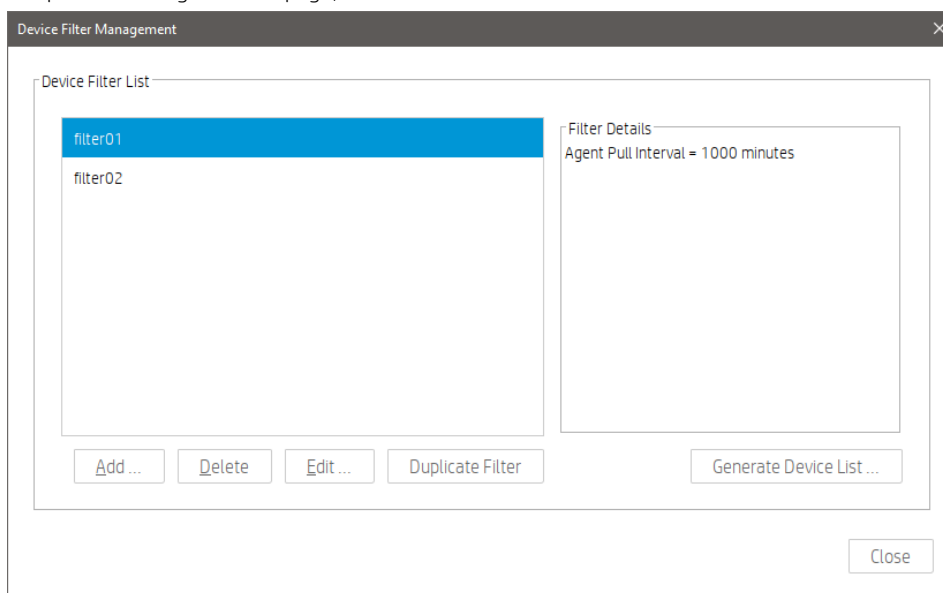 Device Filter Management
Device Filter List
filter01
filter02
Filter Details
Agent Pull Interval = 1000 minutes
Add ...
Delete
Edit ...
Duplicate Filter
Generate Device List ...
Close